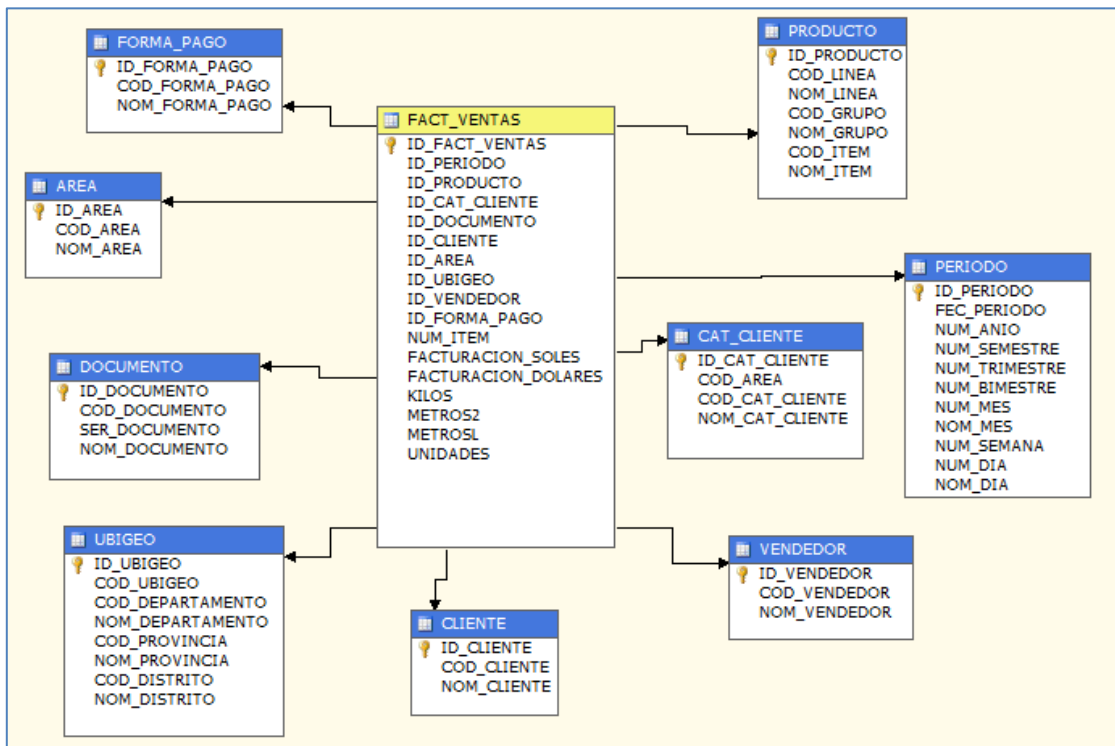 FORMA_PAGO
ID_FORMA_PAGO
COD_FORMA_PAGO
NOM_FORMA_PAGO
PRODUCTO
ID_PRODUCTO
COD_LINEA
NOM_LINEA
COD_GRUPO
NOM_GRUPO
COD_ITEM
NOM_ITEM
FACT_VENTAS
ID_FACT_VENTAS
ID_PERIODO
ID_PRODUCTO
ID_CAT_CLIENTE
ID_DOCUMENTO
ID_CLIENTE
ID_AREA
ID_UBIGEO
ID_VENDEDOR
ID_FORMA_PAGO
NUM_ITEM
FACTURACION_SOLES
FACTURACION_DOLARES
KILOS
METROS2
METROSL
UNIDADES
AREA
ID_AREA
COD_AREA
NOM_AREA
PERIODO
ID_PERIODO
FEC_PERIODO
NUM_ANIO
NUM_SEMESTRE
NUM_TRIMESTRE
NUM_BIMESTRE
NUM_MES
NOM_MES
NUM_SEMANA
NUM_DIA
NOM_DIA
CAT_CLIENTE
ID_CAT_CLIENTE
COD_AREA
COD_CAT_CLIENTE
NOM_CAT_CLIENTE
DOCUMENTO
ID_DOCUMENTO
COD_DOCUMENTO
SER_DOCUMENTO
NOM_DOCUMENTO
UBIGEO
ID_UBIGEO
COD_UBIGEO
COD_DEPARTAMENTO
NOM_DEPARTAMENTO
COD_PROVINCIA
NOM_PROVINCIA
COD_DISTRITO
NOM_DISTRITO
CLIENTE
ID_CLIENTE
COD_CLIENTE
NOM_CLIENTE
VENDEDOR
ID_VENDEDOR
COD_VENDEDOR
NOM_VENDEDOR